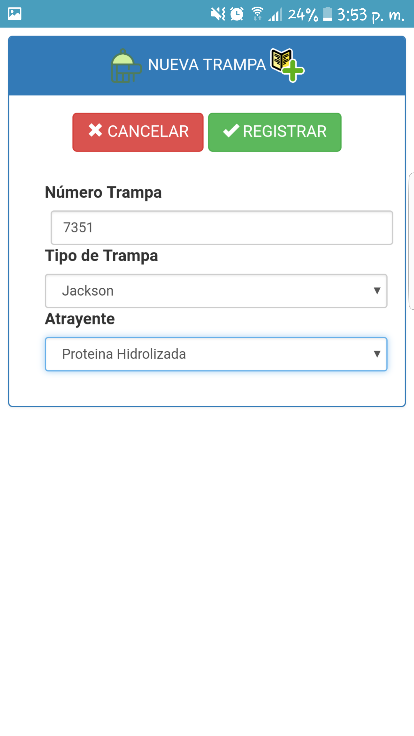 24% 3:53 p. m.
NUEVA TRAMPA
CANCELAR REGISTRAR
Número Trampa
7351
Tipo de Trampa
Jackson
Atrayente
Proteina Hidrolizada